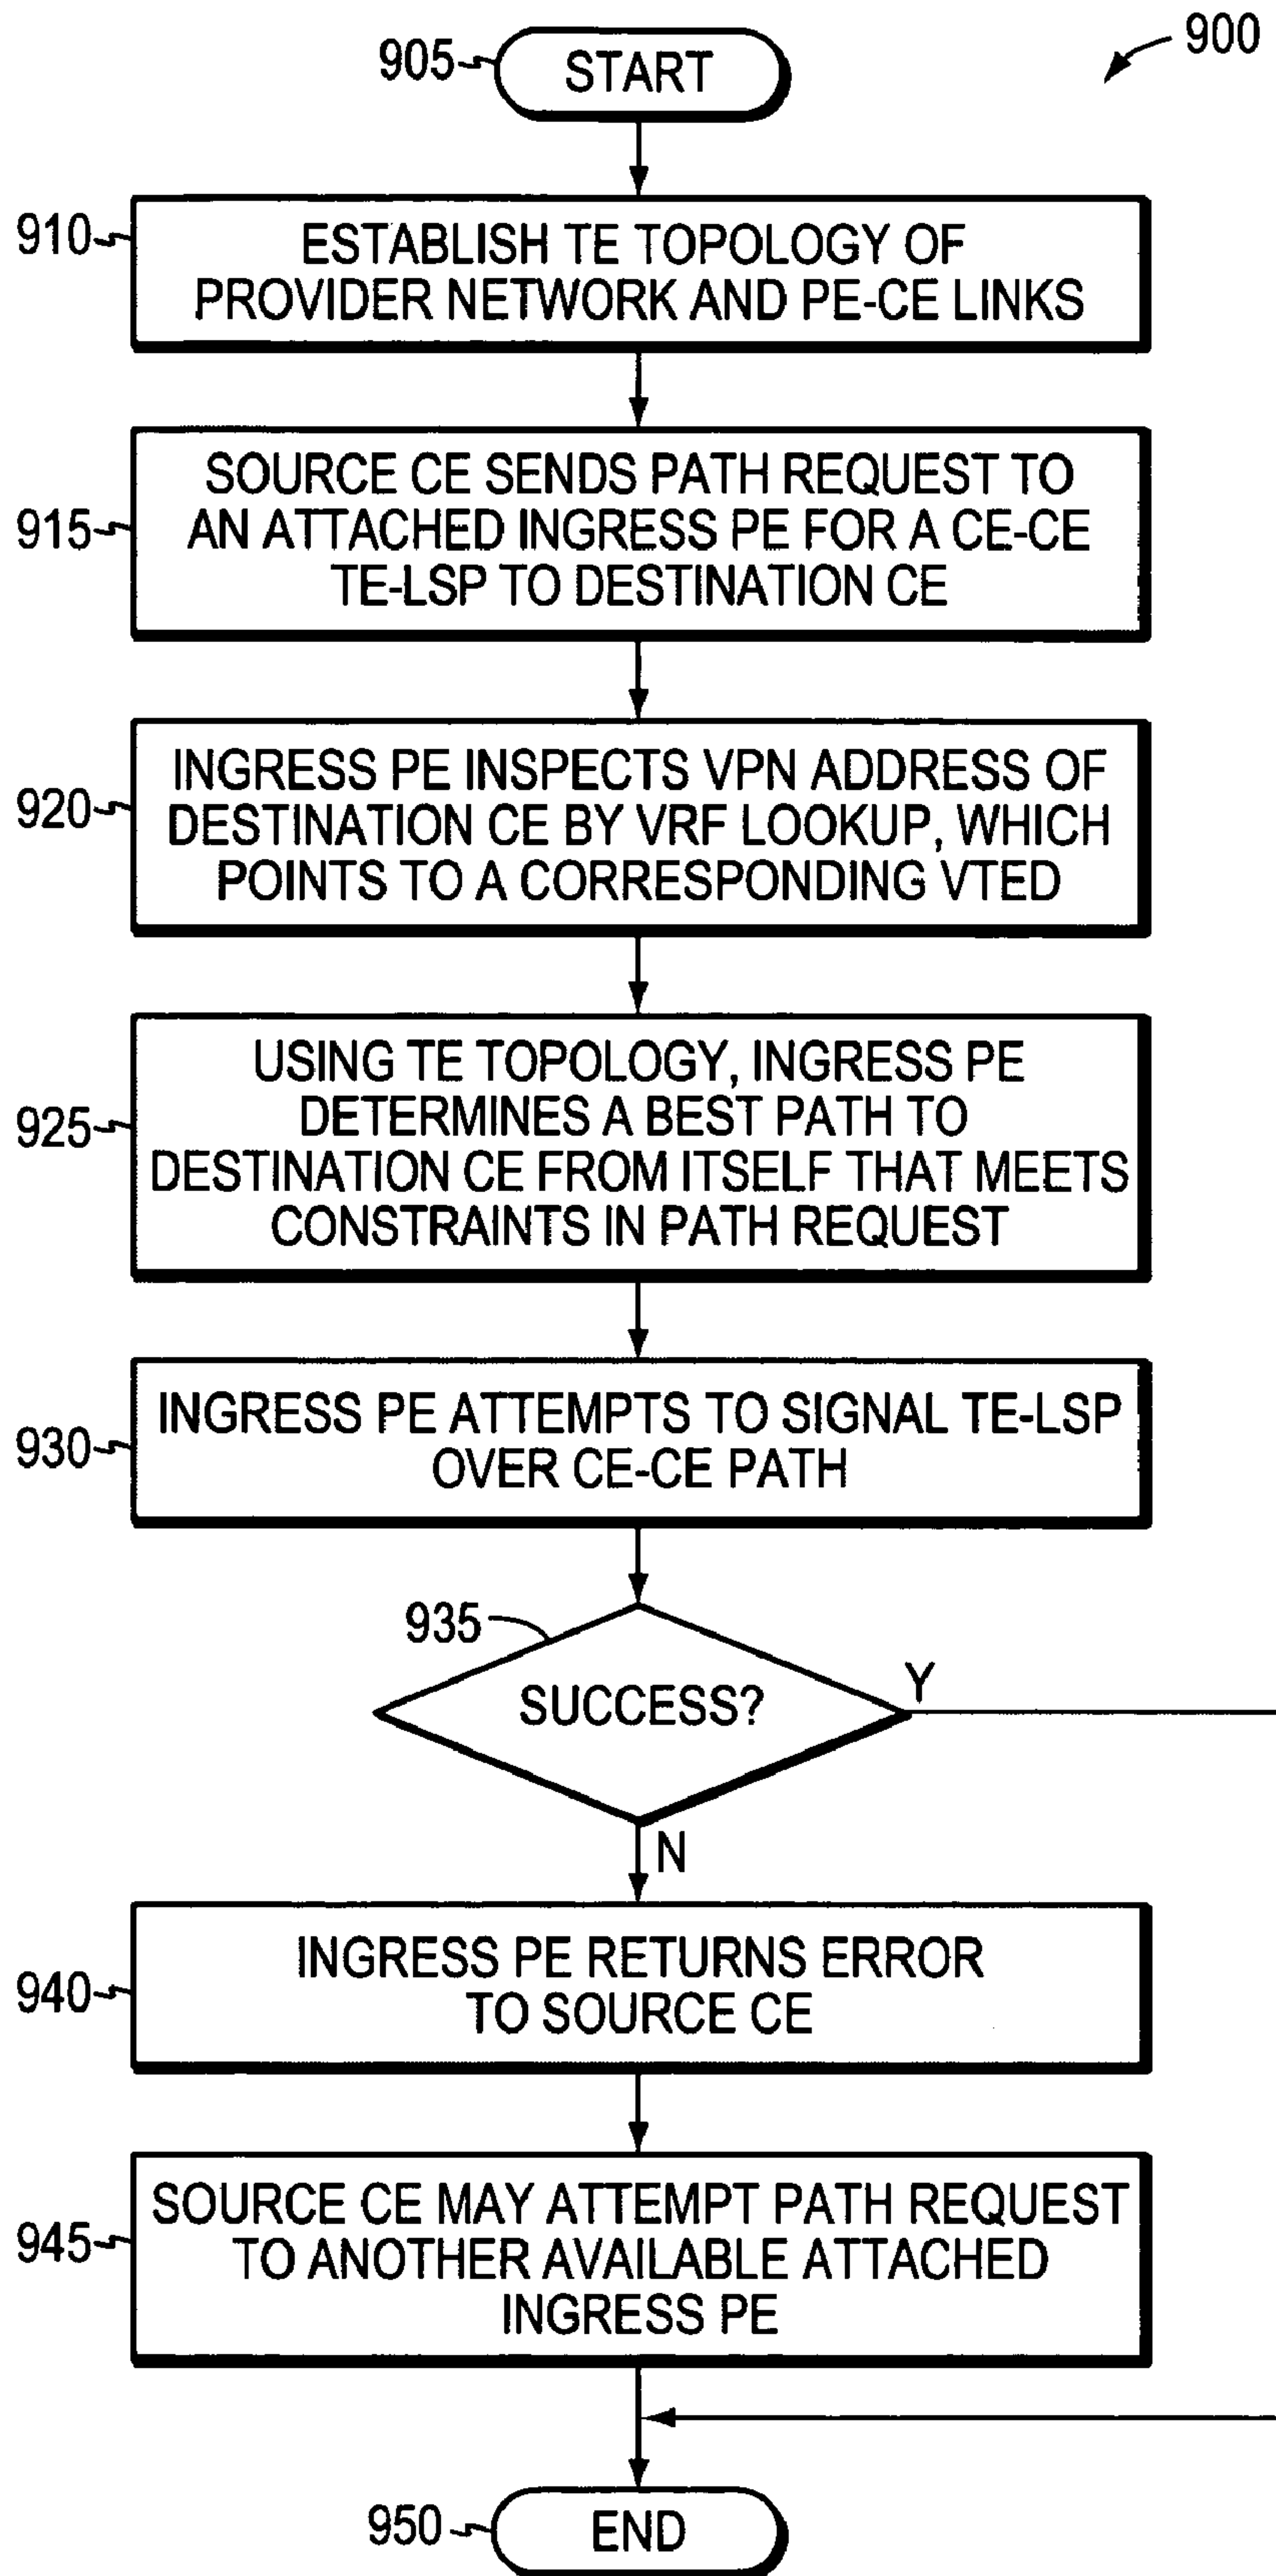 900
905
START
910
ESTABLISH TE TOPOLOGY OF
PROVIDER NETWORK AND PE-CE LINKS
915
SOURCE CE SENDS PATH REQUEST TO
AN ATTACHED INGRESS PE FOR A CE-CE
TE-LSP TO DESTINATION CE
920
INGRESS PE INSPECTS VPN ADDRESS OF
DESTINATION CE BY VRF LOOKUP, WHICH
POINTS TO A CORRESPONDING VTED
925
USING TE TOPOLOGY, INGRESS PE
DETERMINES A BEST PATH TO
DESTINATION CE FROM ITSELF THAT MEETS
CONSTRAINTS IN PATH REQUEST
930
INGRESS PE ATTEMPTS TO SIGNAL TE-LSP
OVER CE-CE PATH
935
SUCCESS?
Y
N
940
INGRESS PE RETURNS ERROR
TO SOURCE CE
945
SOURCE CE MAY ATTEMPT PATH REQUEST
TO ANOTHER AVAILABLE ATTACHED
INGRESS PE
950
END